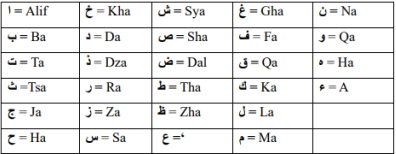 ا = Alif خ = Kha ش = Sya غ = Gha ن = Na
ب = Ba د = Da ص = Sha ف = Fa و = Qa
ت = Ta ذ = Dza ض = Dal ق = Qa ه = Ha
ث =Tsa ر = Ra ط = Tha ك = Ka ء = A
ج = Ja ز = Za ظ = Zha ل = La
ح = Ha س = Sa ع =‘ م = Ma